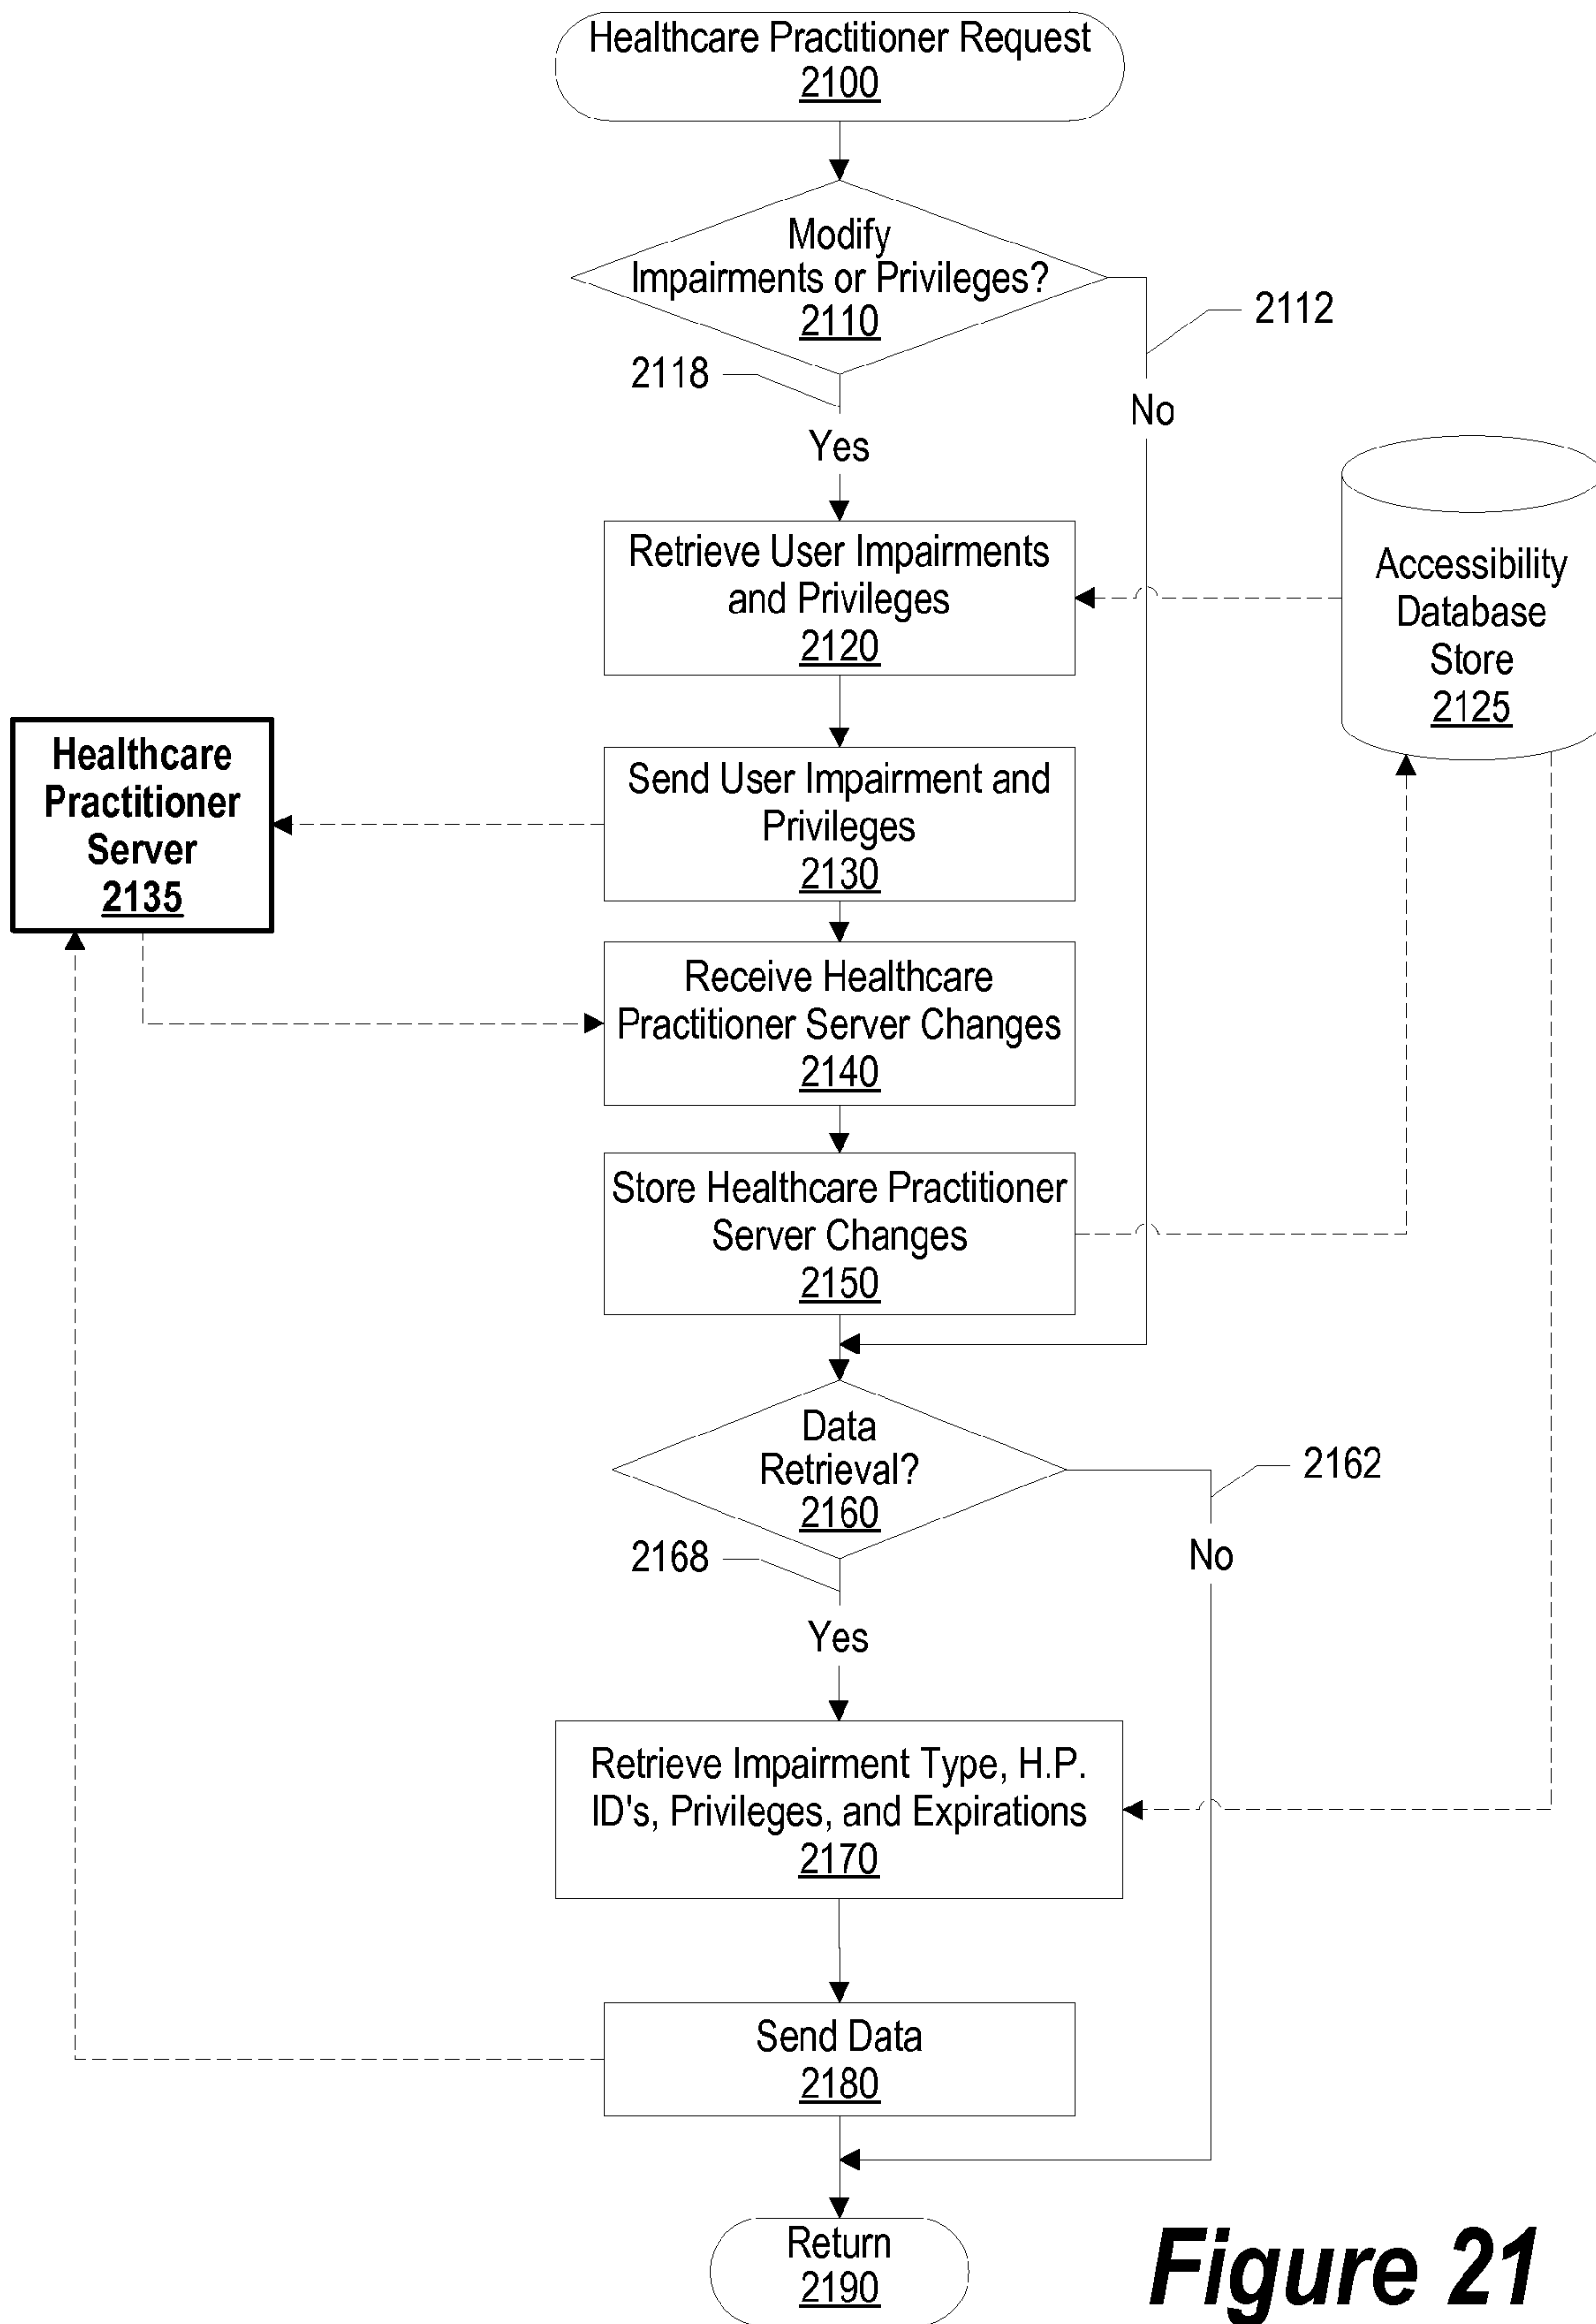 Healthcare Practitioner Request
2100
Modify
Impairments or Privileges?
2110
2112
2118
No
Yes
Retrieve User Impairments
and Privileges
2120
Accessibility
Database
Store
2125
Healthcare
Practitioner
Server
2135
Send User Impairment and
Privileges
2130
Receive Healthcare
Practitioner Server Changes
2140
Store Healthcare Practitioner
Server Changes
2150
Data
Retrieval?
2160
2162
2168
No
Yes
Retrieve Impairment Type, H.P.
ID's, Privileges, and Expirations
2170
Send Data
2180
Return
2190
Figure 21